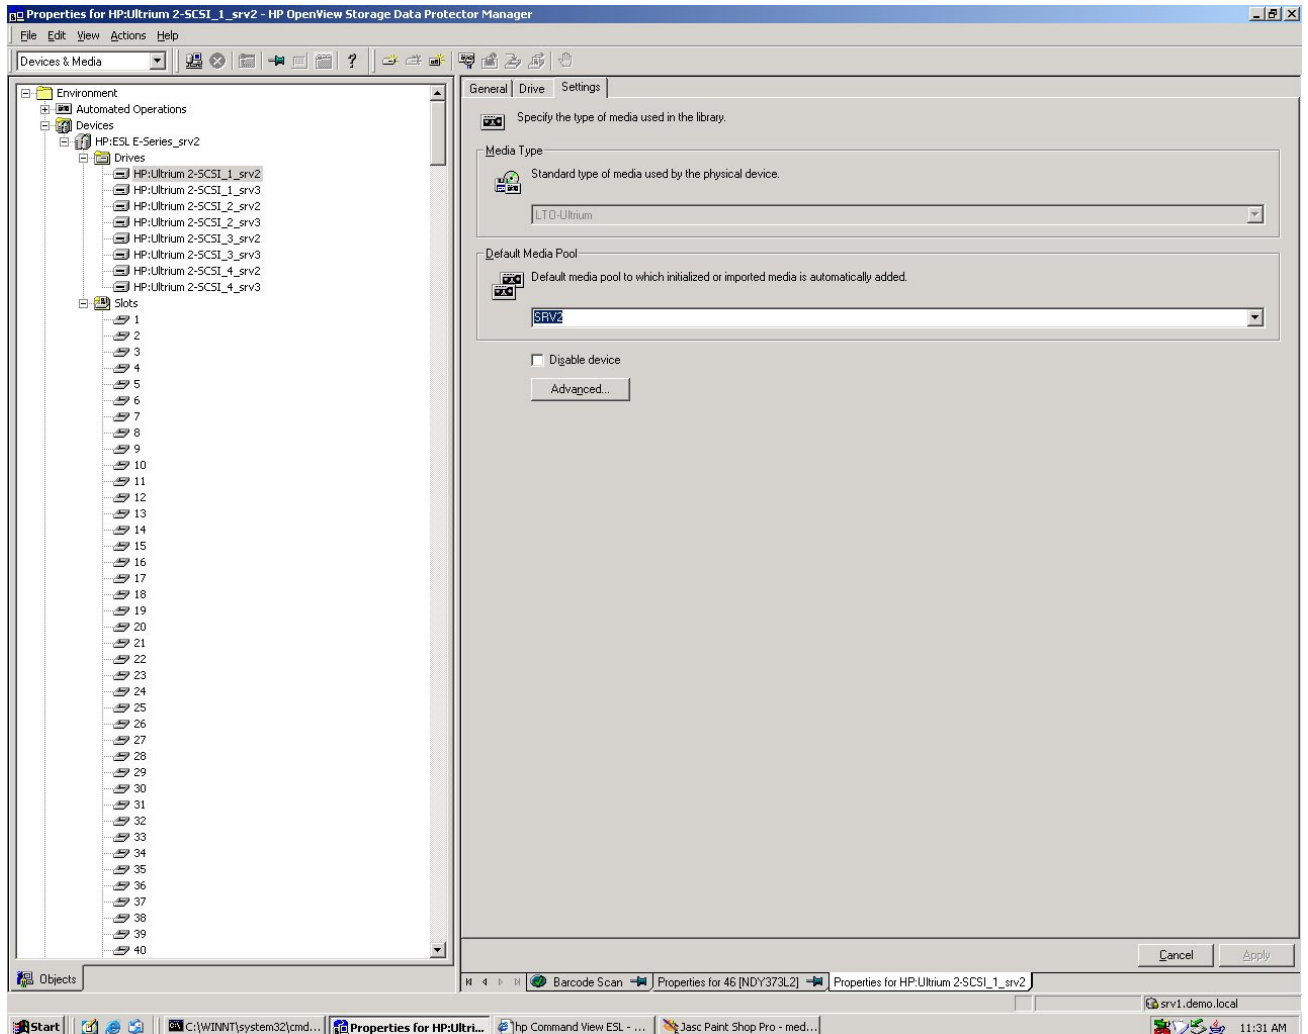 Properties for HP:Ultrium 2-SCSI_1_srv2 - HP OpenView Storage Data Protector Manager
File Edit View Actions Help
Devices & Media
Environment
Automated Operations
Devices
HP:ESL E-Series_srv2
Drives
HP:Ultrium 2-SCSI_1_srv2
HP:Ultrium 2-SCSI_1_srv3
HP:Ultrium 2-SCSI_2_srv2
HP:Ultrium 2-SCSI_2_srv3
HP:Ultrium 2-SCSI_3_srv2
HP:Ultrium 2-SCSI_3_srv3
HP:Ultrium 2-SCSI_4_srv2
HP:Ultrium 2-SCSI_4_srv3
Slots
1
2
3
4
5
6
7
8
9
10
11
12
13
14
15
16
17
18
19
20
21
22
23
24
25
26
27
28
29
30
31
32
33
34
35
36
37
38
39
40
Objects
General Drive Settings
Specify the type of media used in the library.
Media Type
Standard type of media used by the physical device.
LTO-Ultrium
Default Media Pool
Default media pool to which initialized or imported media is automatically added.
SRV2
Disable device
Advanced...
Cancel Apply
Barcode Scan Properties for 46 [NDY373L2] Properties for HP:Ultrium 2-SCSI_1_srv2
srv1.demo.local
Start C:\WINNT\system32\cmd... Properties for HP:Ultri... hp Command View ESL - ... Jasc Paint Shop Pro - med... 11:31 AM